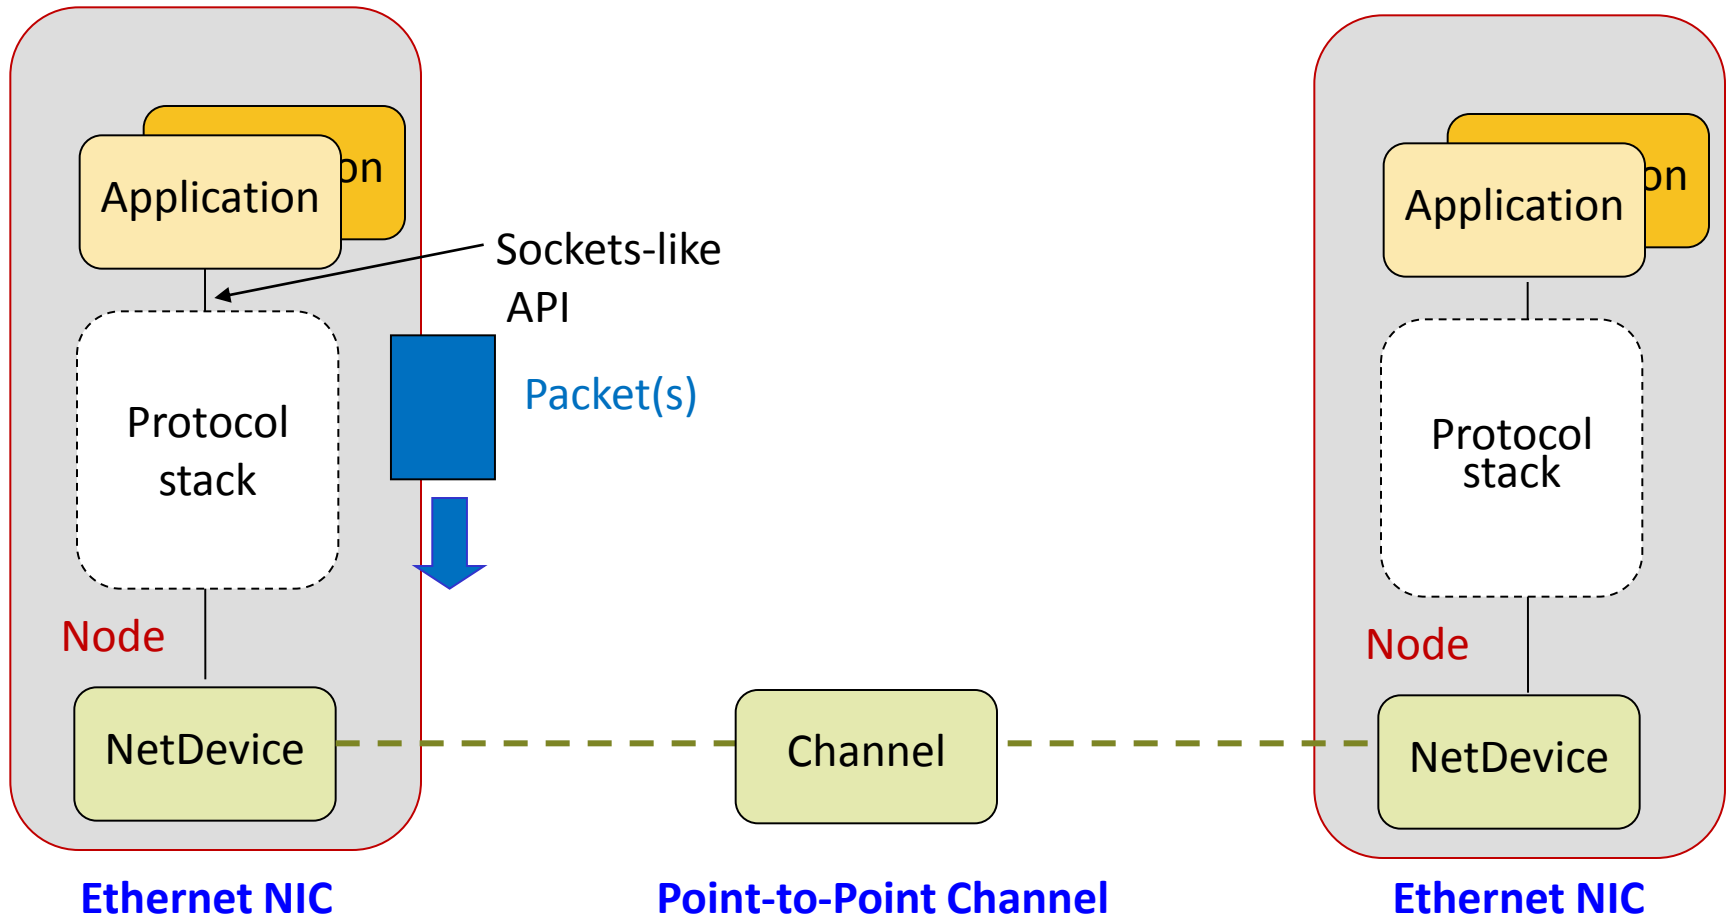 Application
on
Sockets-like
API
Protocol
stack
Packet(s)
Node
NetDevice
Ethernet NIC
Channel
Point-to-Point Channel
Application
on
Protocol
stack
Node
NetDevice
Ethernet NIC